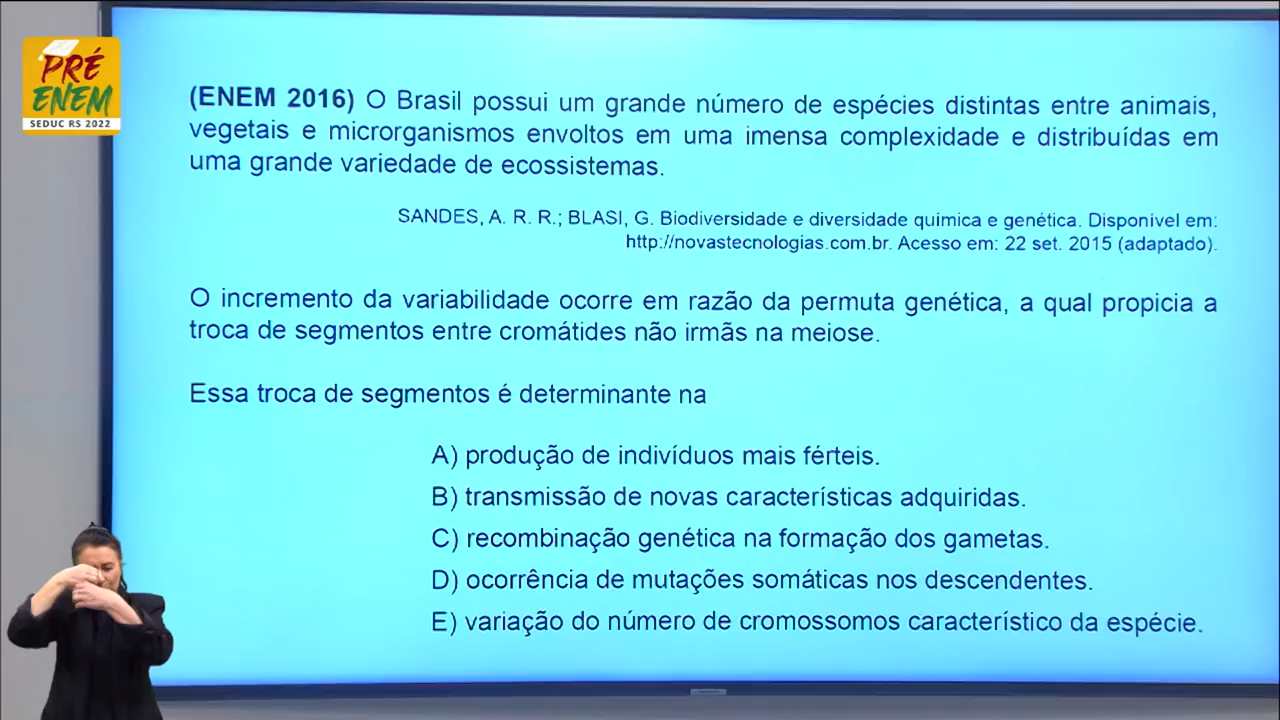 PRÉ
ENEM
SEDUC RS 2022
(ENEM 2016) O Brasil possui um grande número de espécies distintas entre animais,
vegetais e microrganismos envoltos em uma imensa complexidade e distribuídas em
uma grande variedade de ecossistemas.
SANDES, A. R. R.; BLASI, G. Biodiversidade e diversidade química e genética. Disponível em:
http://novastecnologias.com.br. Acesso em: 22 set. 2015 (adaptado).
O incremento da variabilidade ocorre em razão da permuta genética, a qual propicia a
troca de segmentos entre cromátides não irmãs na meiose.
Essa troca de segmentos é determinante na
A) produção de indivíduos mais férteis.
B) transmissão de novas características adquiridas.
C) recombinação genética na formação dos gametas.
D) ocorrência de mutações somáticas nos descendentes.
E) variação do número de cromossomos característico da espécie.